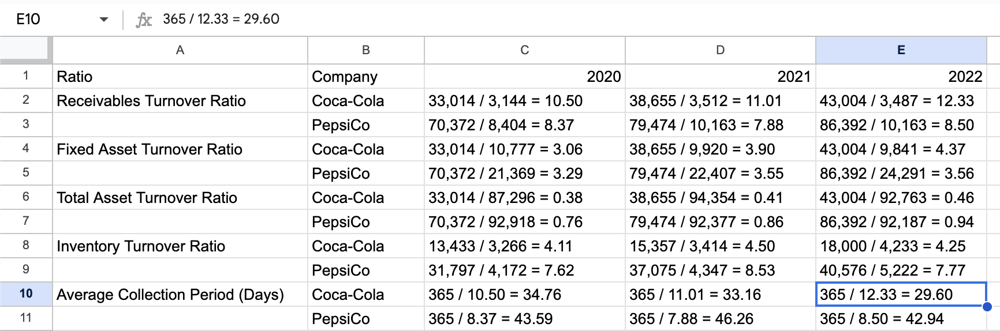 E10 fx 365 / 12.33 = 29.60
A B C D E
1 Ratio Company 2020 2021 2022
2 Receivables Turnover Ratio Coca-Cola 33,014 / 3,144 = 10.50 38,655 / 3,512 = 11.01 43,004 / 3,487 = 12.33
3 PepsiCo 70,372 / 8,404 = 8.37 79,474 / 10,163 = 7.88 86,392 / 10,163 = 8.50
4 Fixed Asset Turnover Ratio Coca-Cola 33,014 / 10,777 = 3.06 38,655 / 9,920 = 3.90 43,004 / 9,841 = 4.37
5 PepsiCo 70,372 / 21,369 = 3.29 79,474 / 22,407 = 3.55 86,392 / 24,291 = 3.56
6 Total Asset Turnover Ratio Coca-Cola 33,014 / 87,296 = 0.38 38,655 / 94,354 = 0.41 43,004 / 92,763 = 0.46
7 PepsiCo 70,372 / 92,918 = 0.76 79,474 / 92,377 = 0.86 86,392 / 92,187 = 0.94
8 Inventory Turnover Ratio Coca-Cola 13,433 / 3,266 = 4.11 15,357 / 3,414 = 4.50 18,000 / 4,233 = 4.25
9 PepsiCo 31,797 / 4,172 = 7.62 37,075 / 4,347 = 8.53 40,576 / 5,222 = 7.77
10 Average Collection Period (Days) Coca-Cola 365 / 10.50 = 34.76 365 / 11.01 = 33.16 365 / 12.33 = 29.60
11 PepsiCo 365 / 8.37 = 43.59 365 / 7.88 = 46.26 365 / 8.50 = 42.94